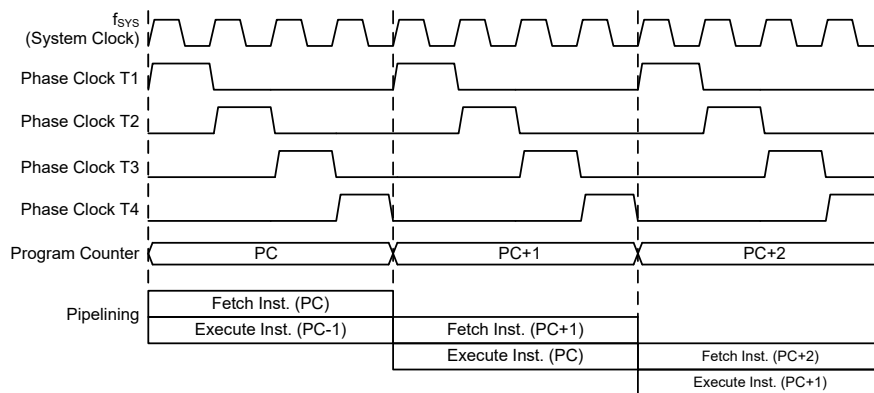 fSYS
(System Clock)
Phase Clock T1
Phase Clock T2
Phase Clock T3
Phase Clock T4
Program Counter PC PC+1 PC+2
Pipelining
Fetch Inst. (PC)
Execute Inst. (PC-1) Fetch Inst. (PC+1)
Execute Inst. (PC) Fetch Inst. (PC+2)
Execute Inst. (PC+1)